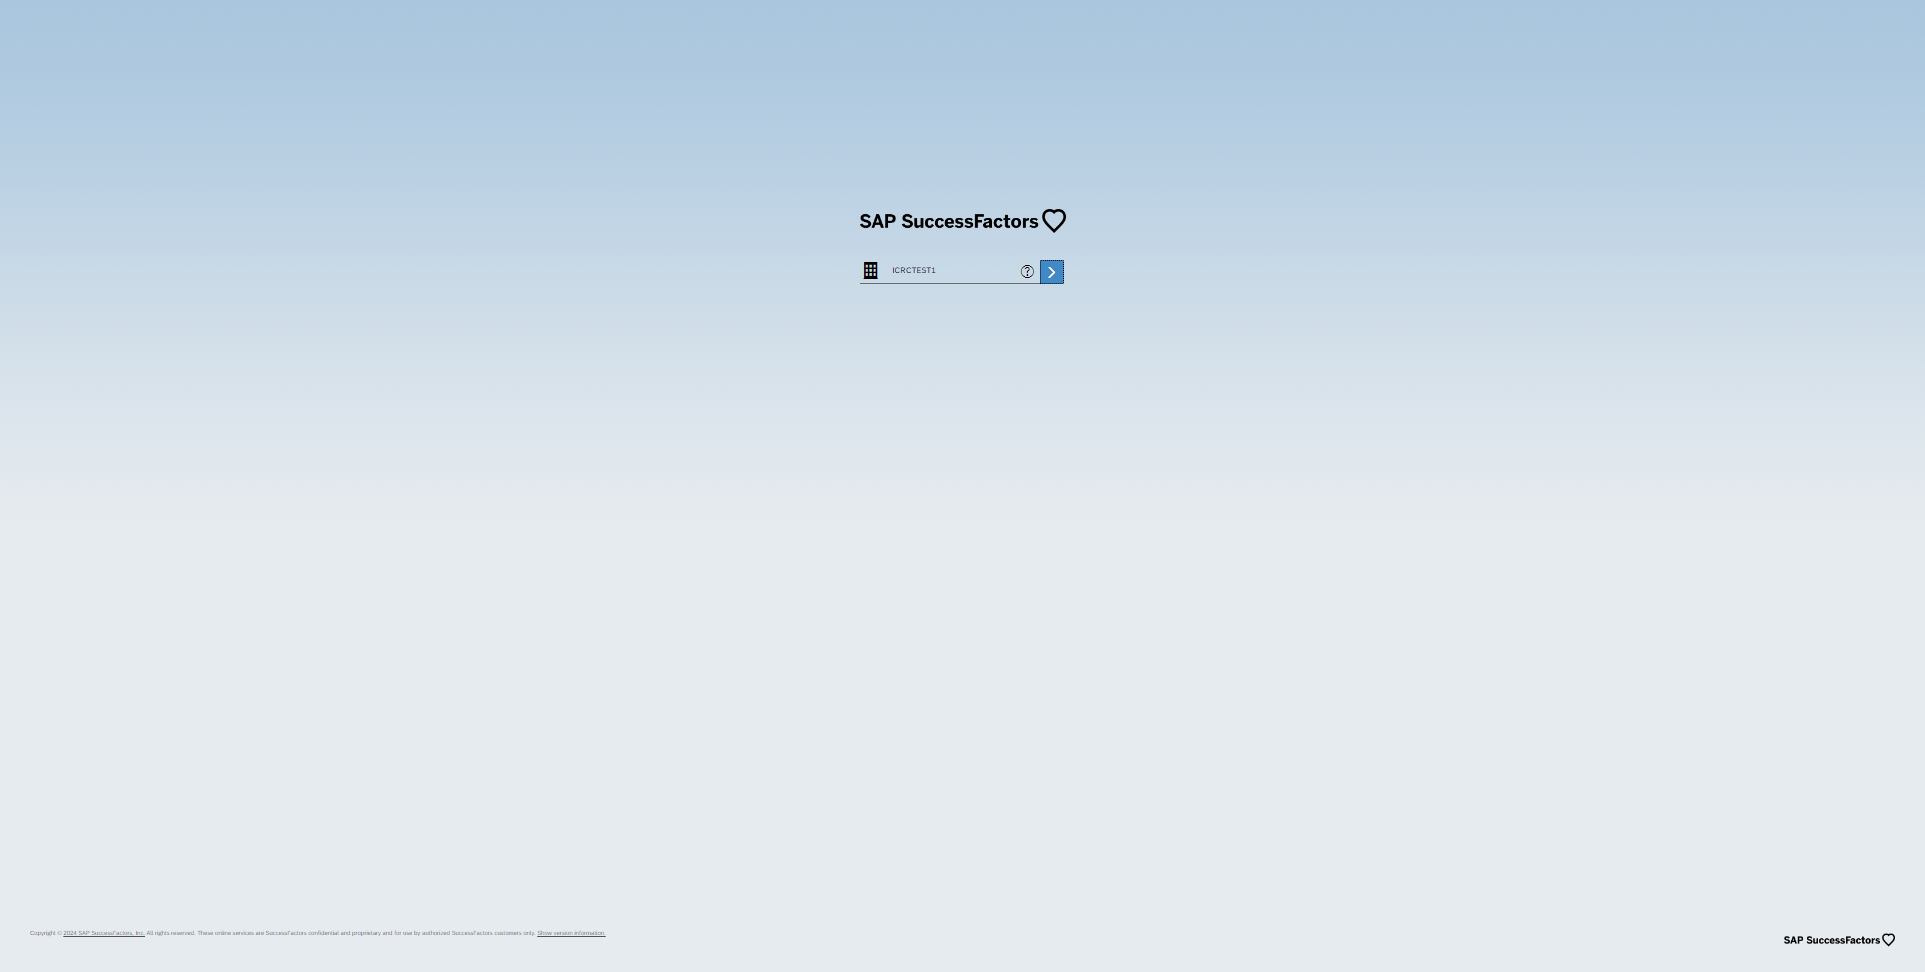 SAP SuccessFactors
ICRCTEST1
Copyright © 2024 SAP SuccessFactors, Inc. All rights reserved. These online services are SuccessFactors confidential and proprietary and for use by authorized SuccessFactors customers only. Show version information.
SAP SuccessFactors